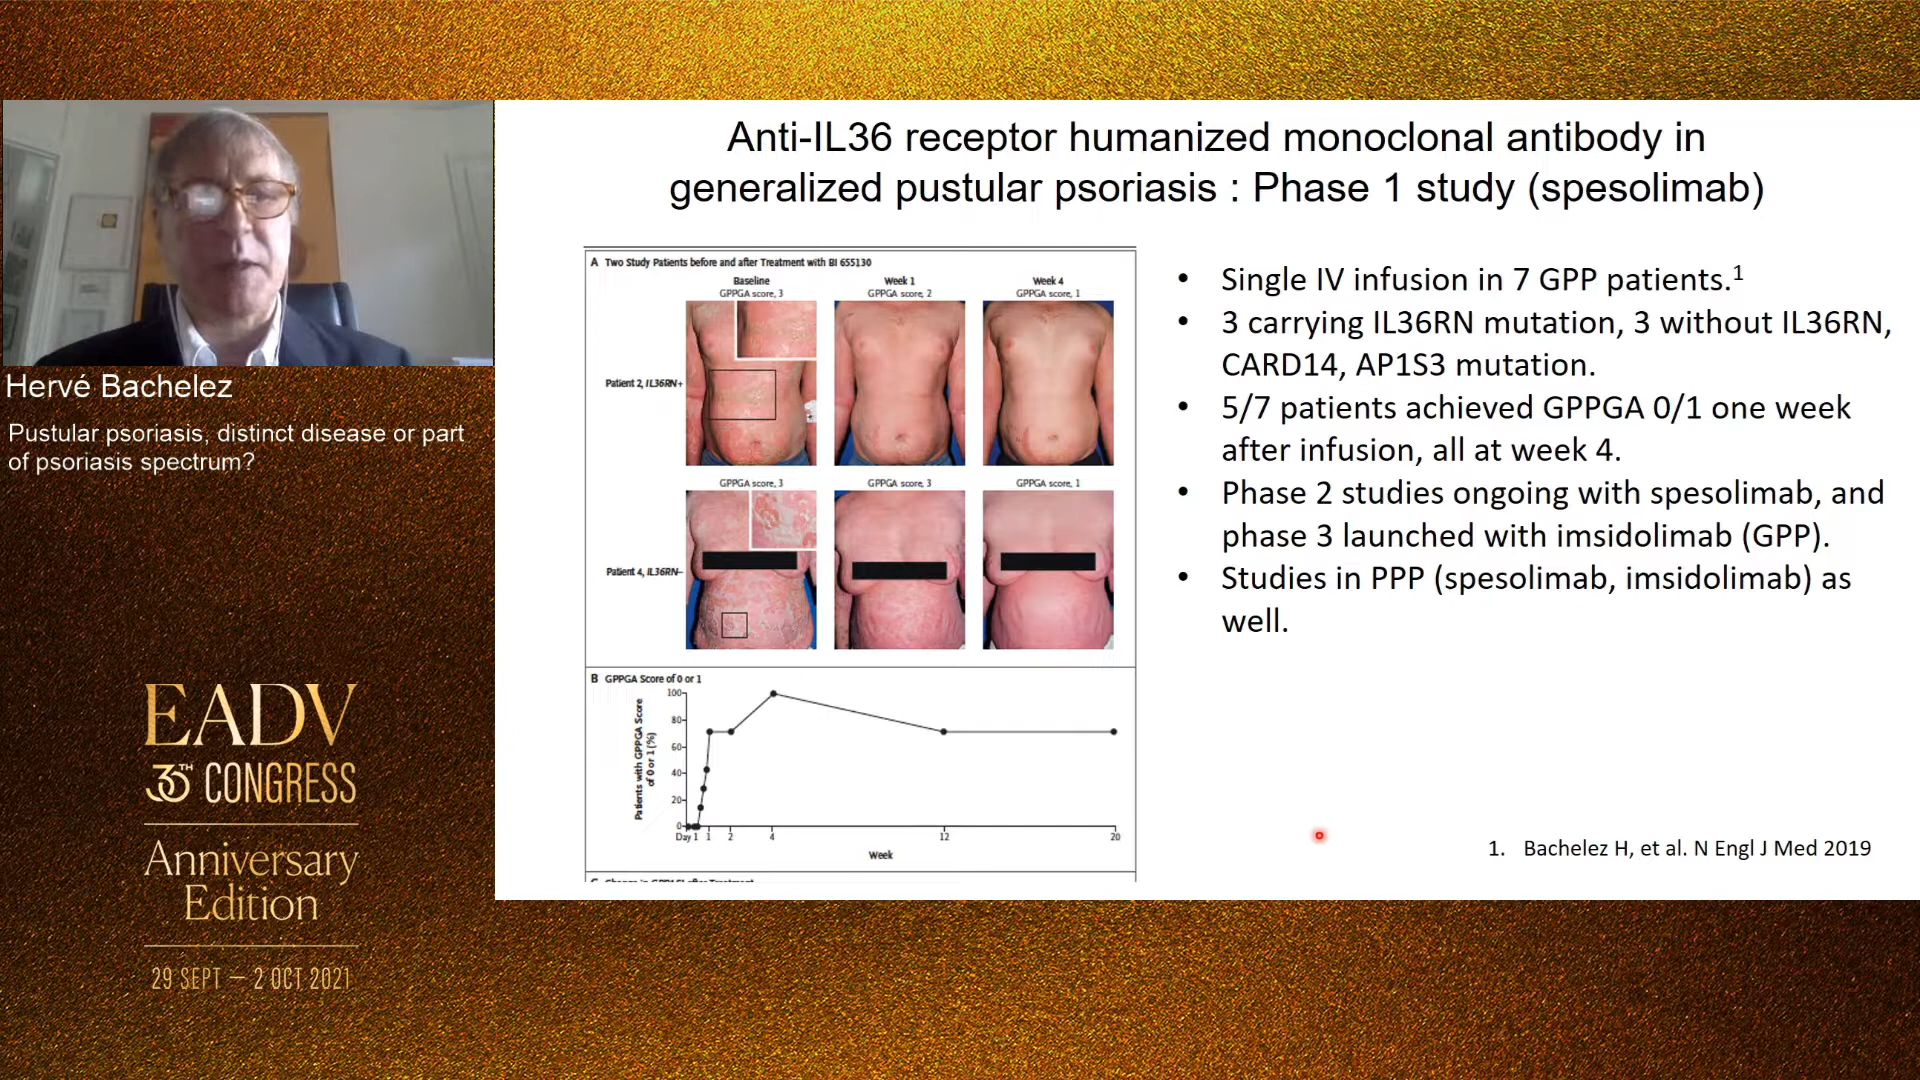 Hervé Bachelez
Pustular psoriasis, distinct disease or part
of psoriasis spectrum?
EADV
30TH CONGRESS
Anniversary
Edition
29 SEPT – 2 OCT 2021
Anti-IL36 receptor humanized monoclonal antibody in
generalized pustular psoriasis : Phase 1 study (spesolimab)
A Two Study Patients before and after Treatment with BI 655130
Baseline Week 1 Week 4
GPPGA score, 3 GPPGA score, 2 GPPGA score, 1
Patient 2, IL36RN+
GPPGA score, 3 GPPGA score, 3 GPPGA score, 1
Patient 4, IL36RN–
B GPPGA Score of 0 or 1
Patients with GPPGA Score
of 0 or 1 (%)
100
80
60
40
20
0
Day 1 1 2 4 12 20
Week
C Change in GPPASI after Treatment
• Single IV infusion in 7 GPP patients.1
• 3 carrying IL36RN mutation, 3 without IL36RN,
CARD14, AP1S3 mutation.
• 5/7 patients achieved GPPGA 0/1 one week
after infusion, all at week 4.
• Phase 2 studies ongoing with spesolimab, and
phase 3 launched with imsidolimab (GPP).
• Studies in PPP (spesolimab, imsidolimab) as
well.
1. Bachelez H, et al. N Engl J Med 2019